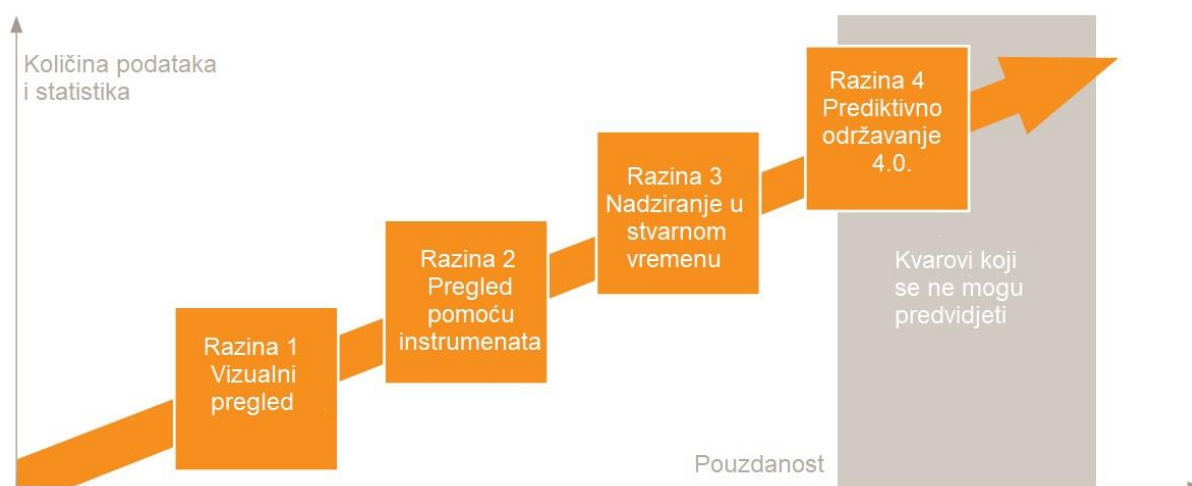 Količina podataka
i statistika
Razina 1
Vizualni
pregled
Razina 2
Pregled
pomoću
instrumenata
Razina 3
Nadziranje u
stvarnom
vremenu
Razina 4
Prediktivno
održavanje
4.0.
Kvarovi koji
se ne mogu
predvidjeti
Pouzdanost